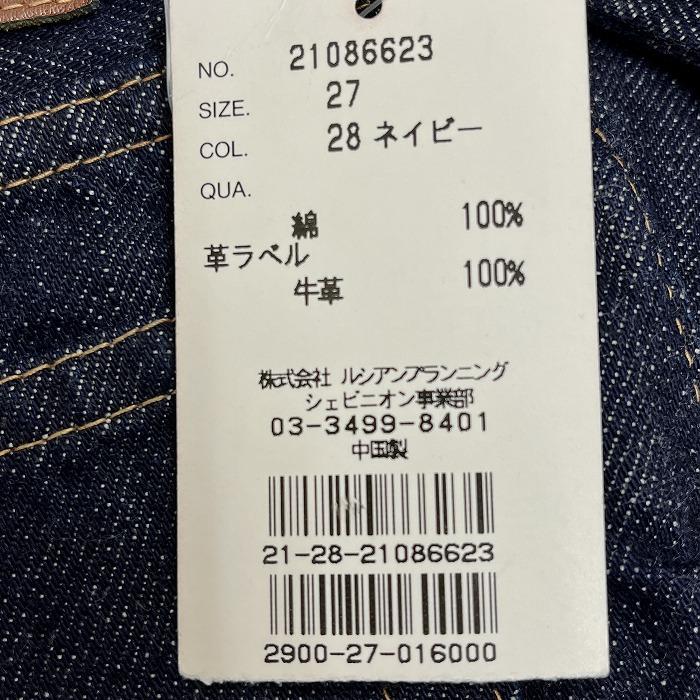 NO. 21086623
SIZE. 27
COL. 28 ネイビー
QUA.
綿 100%
革ラベル
牛革 100%
株式会社 ルシアンプランニング
シェビニオン事業部
03-3499-8401
中国製
21-28-21086623
2900-27-016000